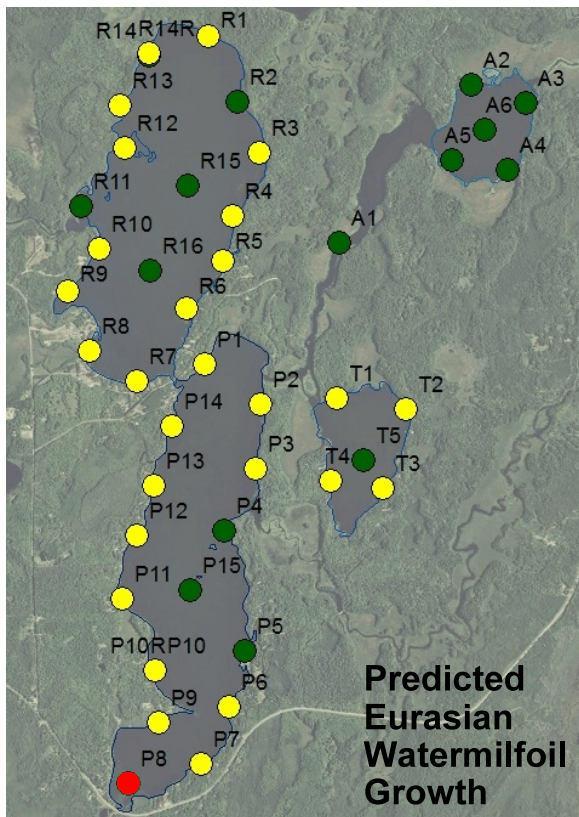 R14R14R R1
A2
R13 R2 A3
A6
R12 R3
A5 A4
R15
R11
R4 A1
R10
R16 R5
R9
R6
R8
P1
R7 T1
P2 T2
P14
T5
P3
T4
P13 T3
P12 P4
P11 P15
P5
P10RP10
P6
P9
P7
P8
Predicted
Eurasian
Watermilfoil
Growth